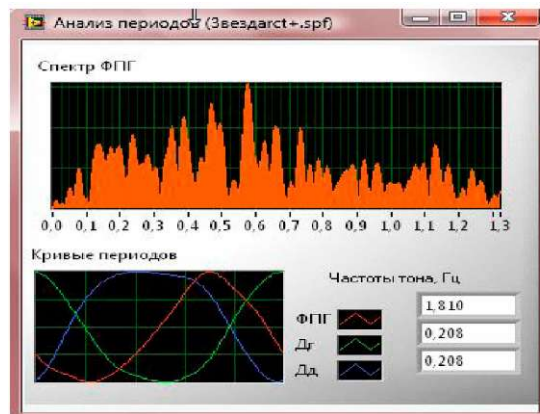 Анализ периодов (Звездаrct+.spf)
Спектр ФПГ
0,0 0,1 0,2 0,3 0,4 0,5 0,6 0,7 0,8 0,9 1,0 1,1 1,2 1,3
Кривые периодов
Частоты тона, Гц
ФПГ 1,810
Дг 0,208
Дд 0,208